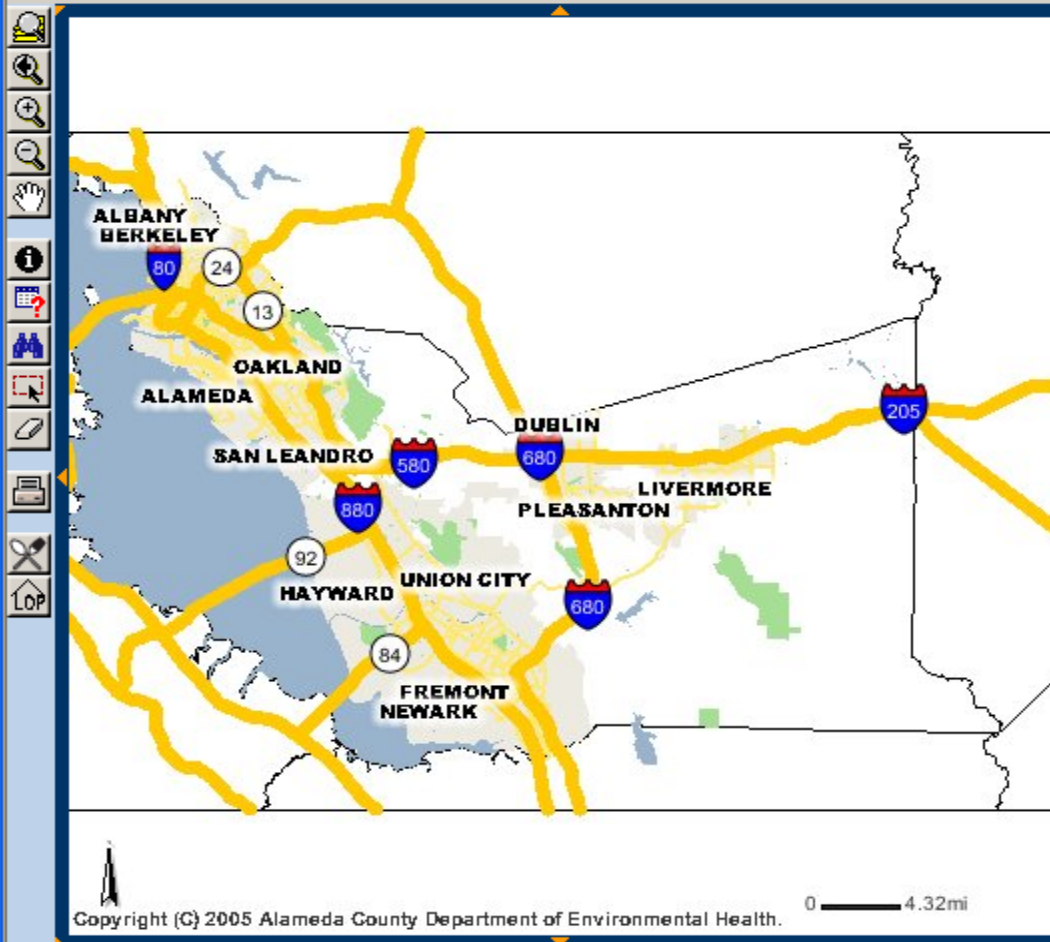 ALBANY
BERKELEY
80
24
13
OAKLAND
ALAMEDA
205
DUBLIN
SAN LEANDRO
580
680
LIVERMORE
880
PLEASANTON
92
UNION CITY
HAYWARD
680
84
FREMONT
NEWARK
TOP
0 4.32mi
Copyright (C) 2005 Alameda County Department of Environmental Health.